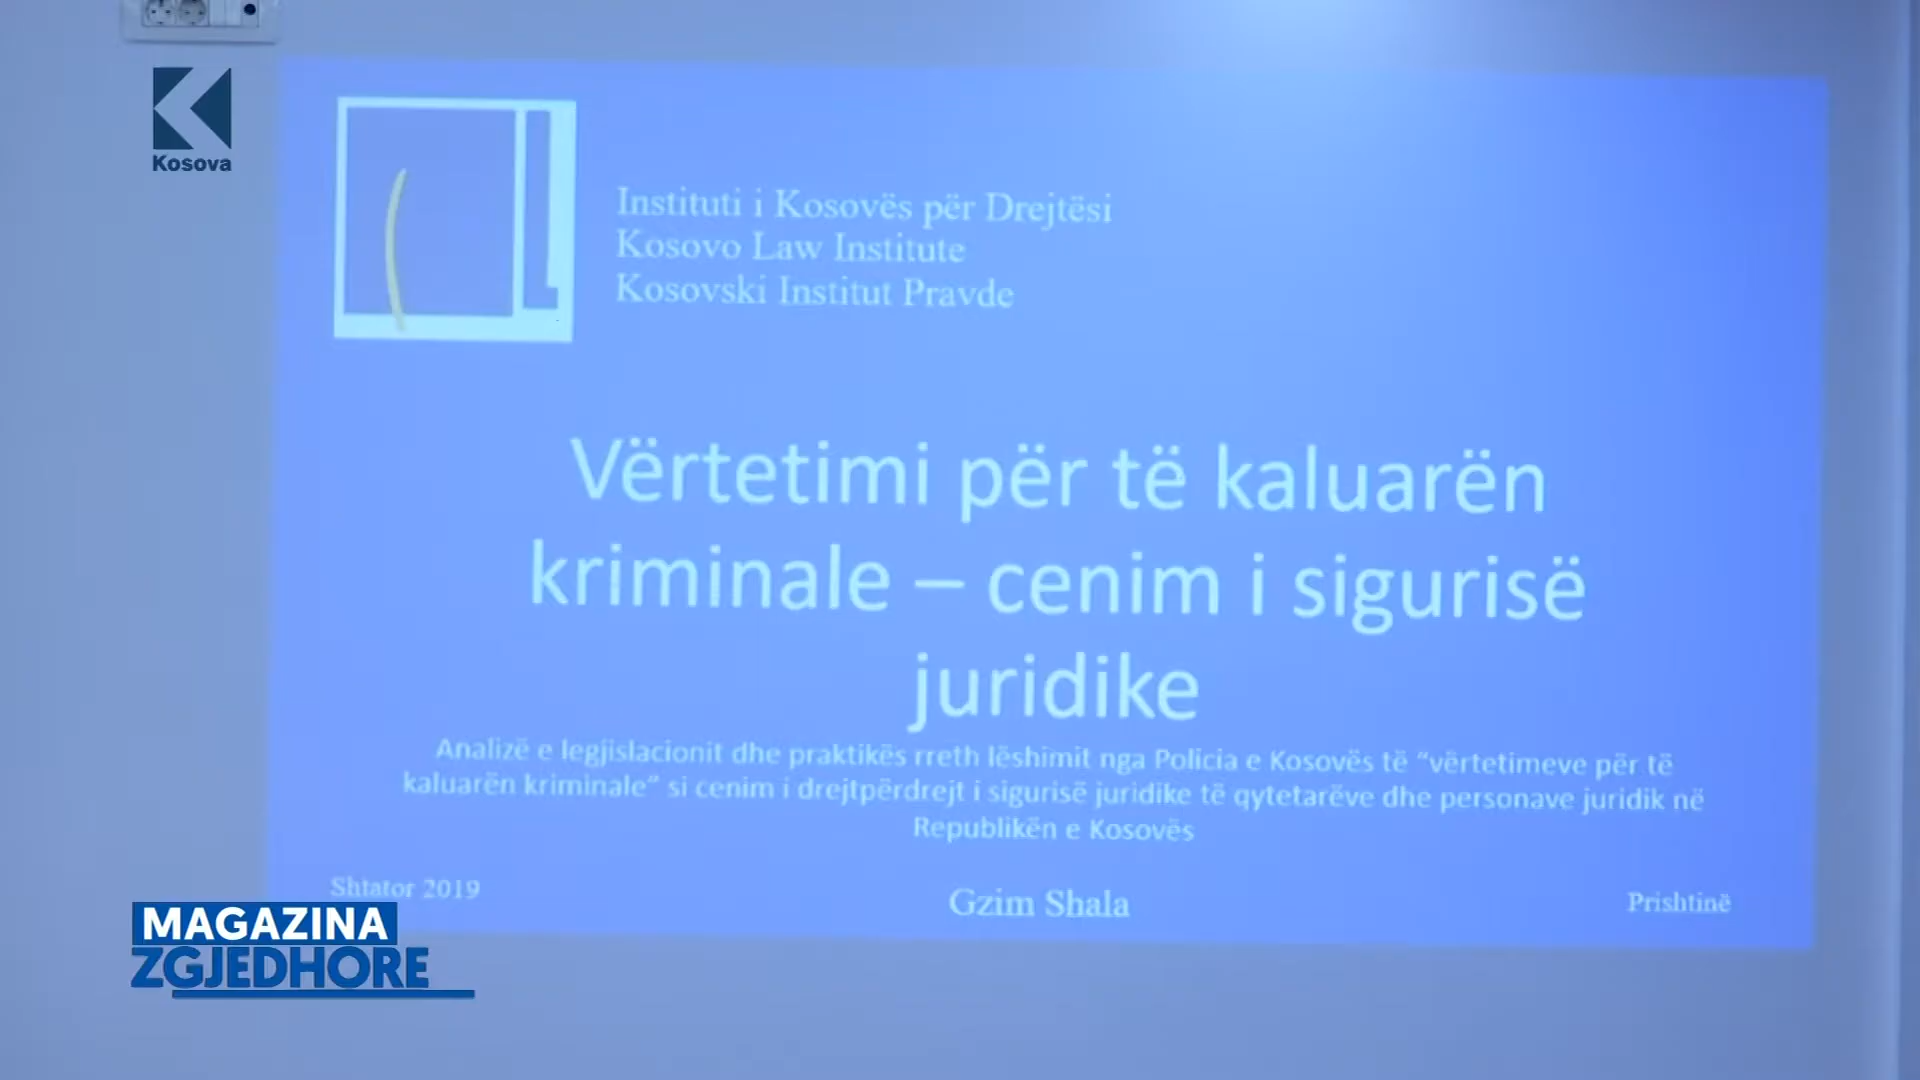 Kosova
Instituti i Kosovës për Drejtësi
Kosovo Law Institute
Kosovski Institut Pravde
Vërtetimi për të kaluarën
kriminale – cenim i sigurisë
juridike
Analizë e legjislacionit dhe praktikës rreth lëshimit nga Policia e Kosovës të “vërtetimeve për të
kaluarën kriminale” si cenim i drejtpërdrejt i sigurisë juridike të qytetarëve dhe personave juridik në
Republikën e Kosovës
Shtator 2019
Gzim Shala
Prishtinë
MAGAZINA
ZGJEDHORE